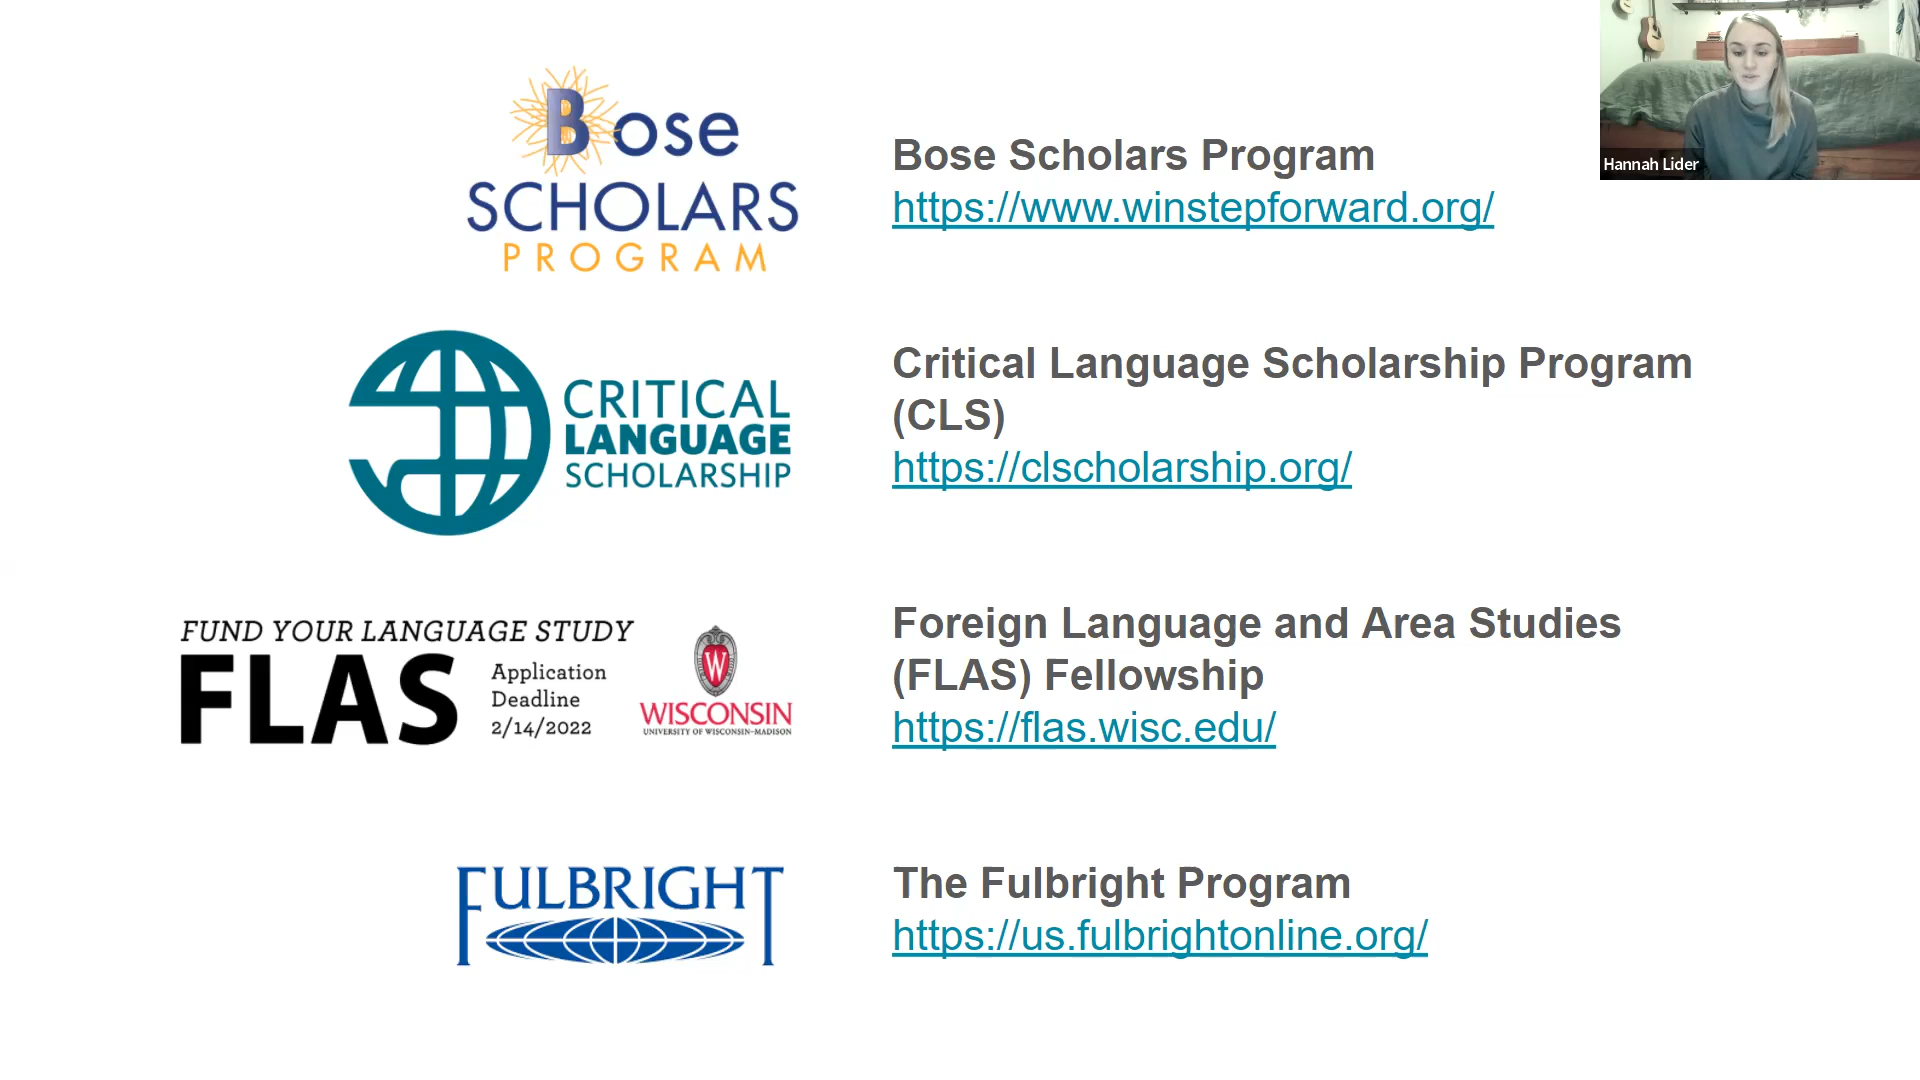 Bose
SCHOLARS
PROGRAM
Bose Scholars Program
https://www.winstepforward.org/
Hannah Lider
CRITICAL
LANGUAGE
SCHOLARSHIP
Critical Language Scholarship Program
(CLS)
https://clscholarship.org/
FUND YOUR LANGUAGE STUDY
FLAS
Application
Deadline
2/14/2022
W
WISCONSIN
UNIVERSITY OF WISCONSIN–MADISON
Foreign Language and Area Studies
(FLAS) Fellowship
https://flas.wisc.edu/
FULBRIGHT
The Fulbright Program
https://us.fulbrightonline.org/